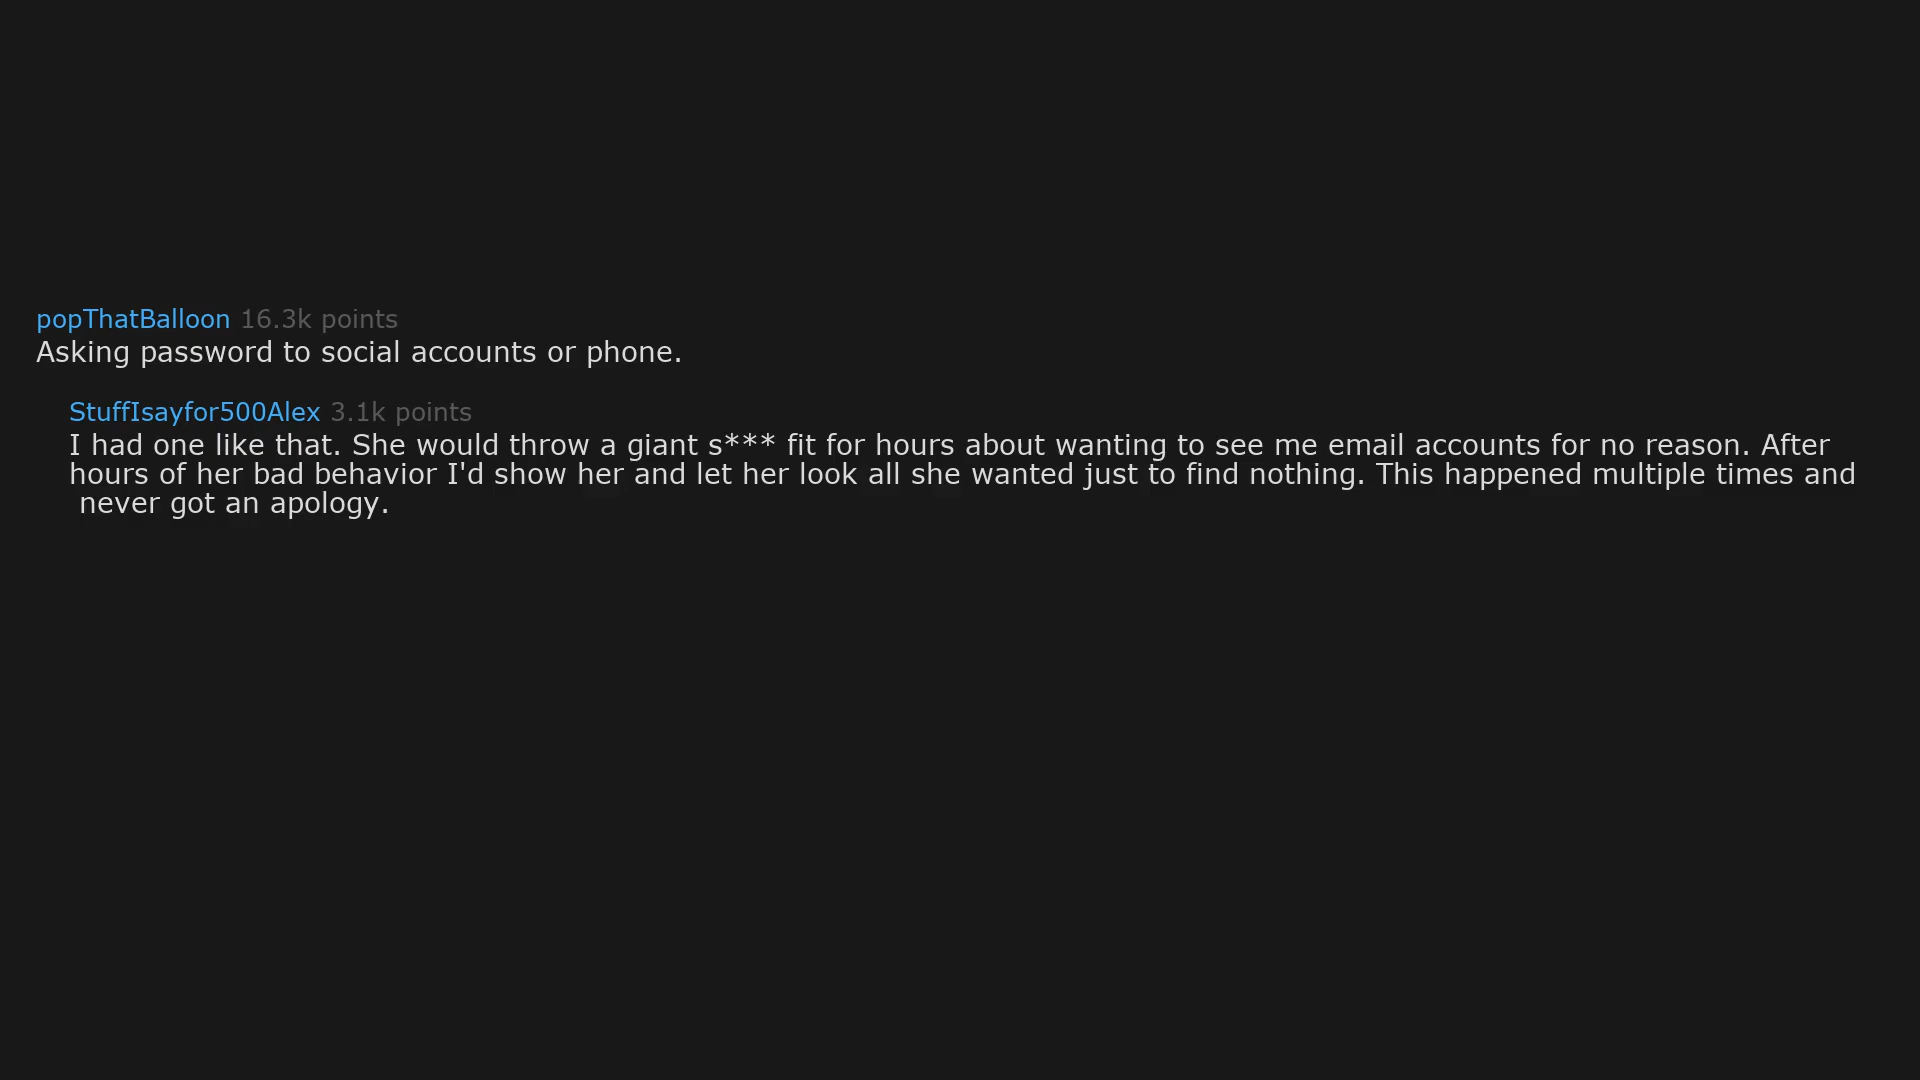 popThatBalloon 16.3k points
Asking password to social accounts or phone.
StuffIsayfor500Alex 3.1k points
I had one like that. She would throw a giant s*** fit for hours about wanting to see me email accounts for no reason. After
hours of her bad behavior I'd show her and let her look all she wanted just to find nothing. This happened multiple times and
never got an apology.